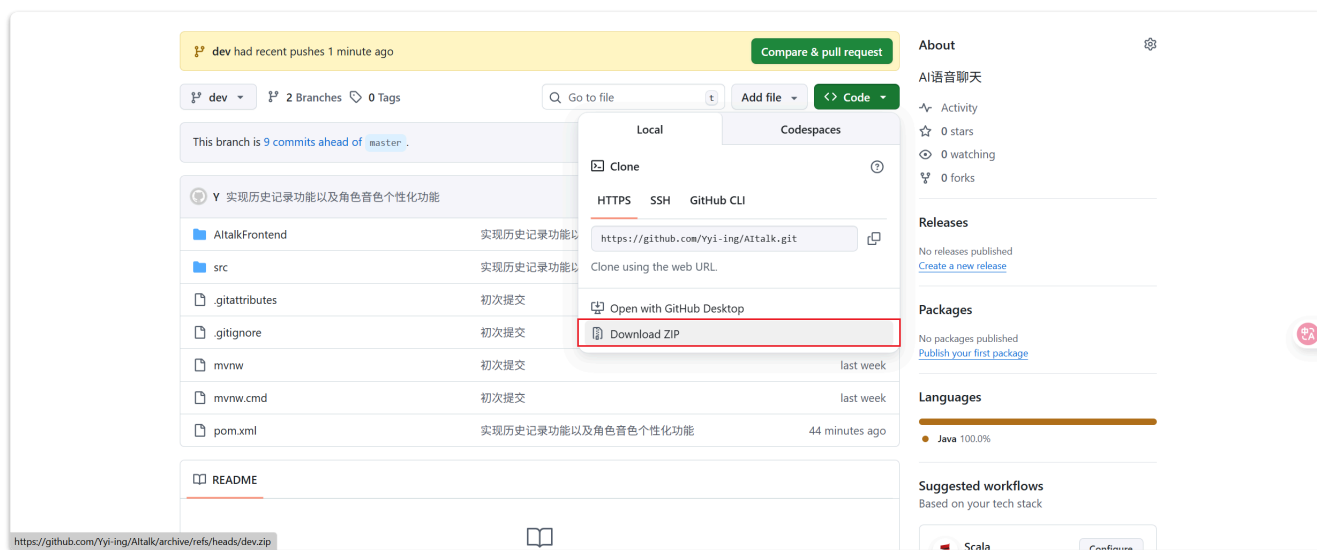 dev had recent pushes 1 minute ago
Compare & pull request
dev
2 Branches
0 Tags
Go to file
t
Add file
<> Code
This branch is 9 commits ahead of master .
Y 实现历史记录功能以及角色音色个性化功能
AItalkFrontend
实现历史记录功能以
src
实现历史记录功能以
.gitattributes
初次提交
.gitignore
初次提交
mvnw
初次提交
last week
mvnw.cmd
初次提交
last week
pom.xml
实现历史记录功能以及角色音色个性化功能
44 minutes ago
README
Local
Codespaces
Clone
HTTPS
SSH
GitHub CLI
https://github.com/Yyi-ing/AItalk.git
Clone using the web URL.
Open with GitHub Desktop
Download ZIP
About
AI语音聊天
Activity
0 stars
0 watching
0 forks
Releases
No releases published
Create a new release
Packages
No packages published
Publish your first package
Languages
Java 100.0%
Suggested workflows
Based on your tech stack
Scala
Configure
https://github.com/Yyi-ing/AItalk/archive/refs/heads/dev.zip
中
A